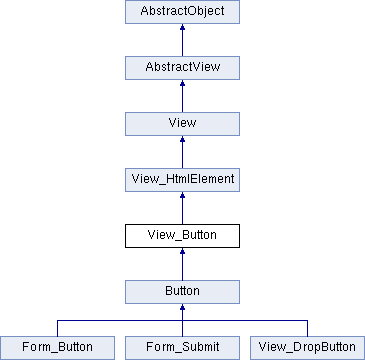 AbstractObject
AbstractView
View
View_HtmlElement
View_Button
Button
Form_Button
Form_Submit
View_DropButton